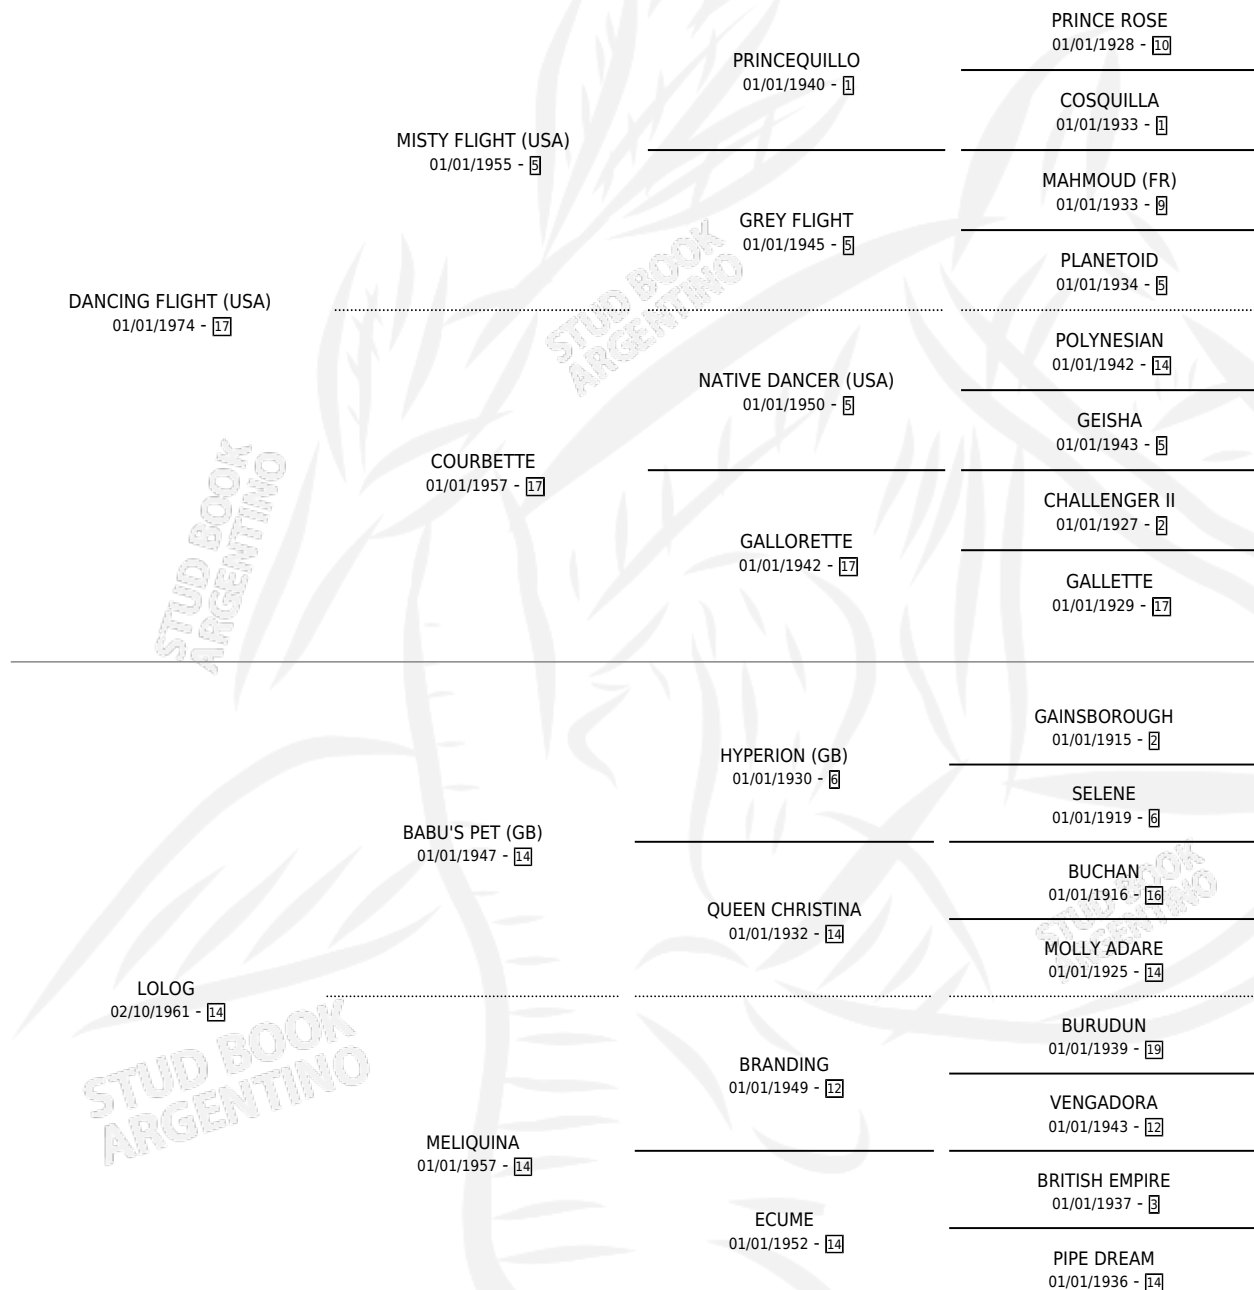 PRINCE ROSE
01/01/1928 - 10
PRINCEQUILLO
01/01/1940 - 1
COSQUILLA
01/01/1933 - 1
MISTY FLIGHT (USA)
01/01/1955 - 5
MAHMOUD (FR)
01/01/1933 - 9
GREY FLIGHT
01/01/1945 - 5
PLANETOID
01/01/1934 - 5
DANCING FLIGHT (USA)
01/01/1974 - 17
STUD BOOK
ARGENTINO
POLYNESIAN
01/01/1942 - 14
NATIVE DANCER (USA)
01/01/1950 - 5
GEISHA
01/01/1943 - 5
COURBETTE
01/01/1957 - 17
CHALLENGER II
01/01/1927 - 2
GALLORETTE
01/01/1942 - 17
GALLETTE
01/01/1929 - 17
STUD BOOK
ARGENTINO
GAINSBOROUGH
01/01/1915 - 2
HYPERION (GB)
01/01/1930 - 6
SELENE
01/01/1919 - 6
BABU'S PET (GB)
01/01/1947 - 14
BUCHAN
01/01/1916 - 16
QUEEN CHRISTINA
01/01/1932 - 14
MOLLY ADARE
01/01/1925 - 14
STUD BOOK
ARGENTINO
LOLOG
02/10/1961 - 14
BURUDUN
01/01/1939 - 19
BRANDING
01/01/1949 - 12
VENGADORA
01/01/1943 - 12
STUD BOOK
ARGENTINO
MELIQUINA
01/01/1957 - 14
BRITISH EMPIRE
01/01/1937 - 3
ECUME
01/01/1952 - 14
PIPE DREAM
01/01/1936 - 14